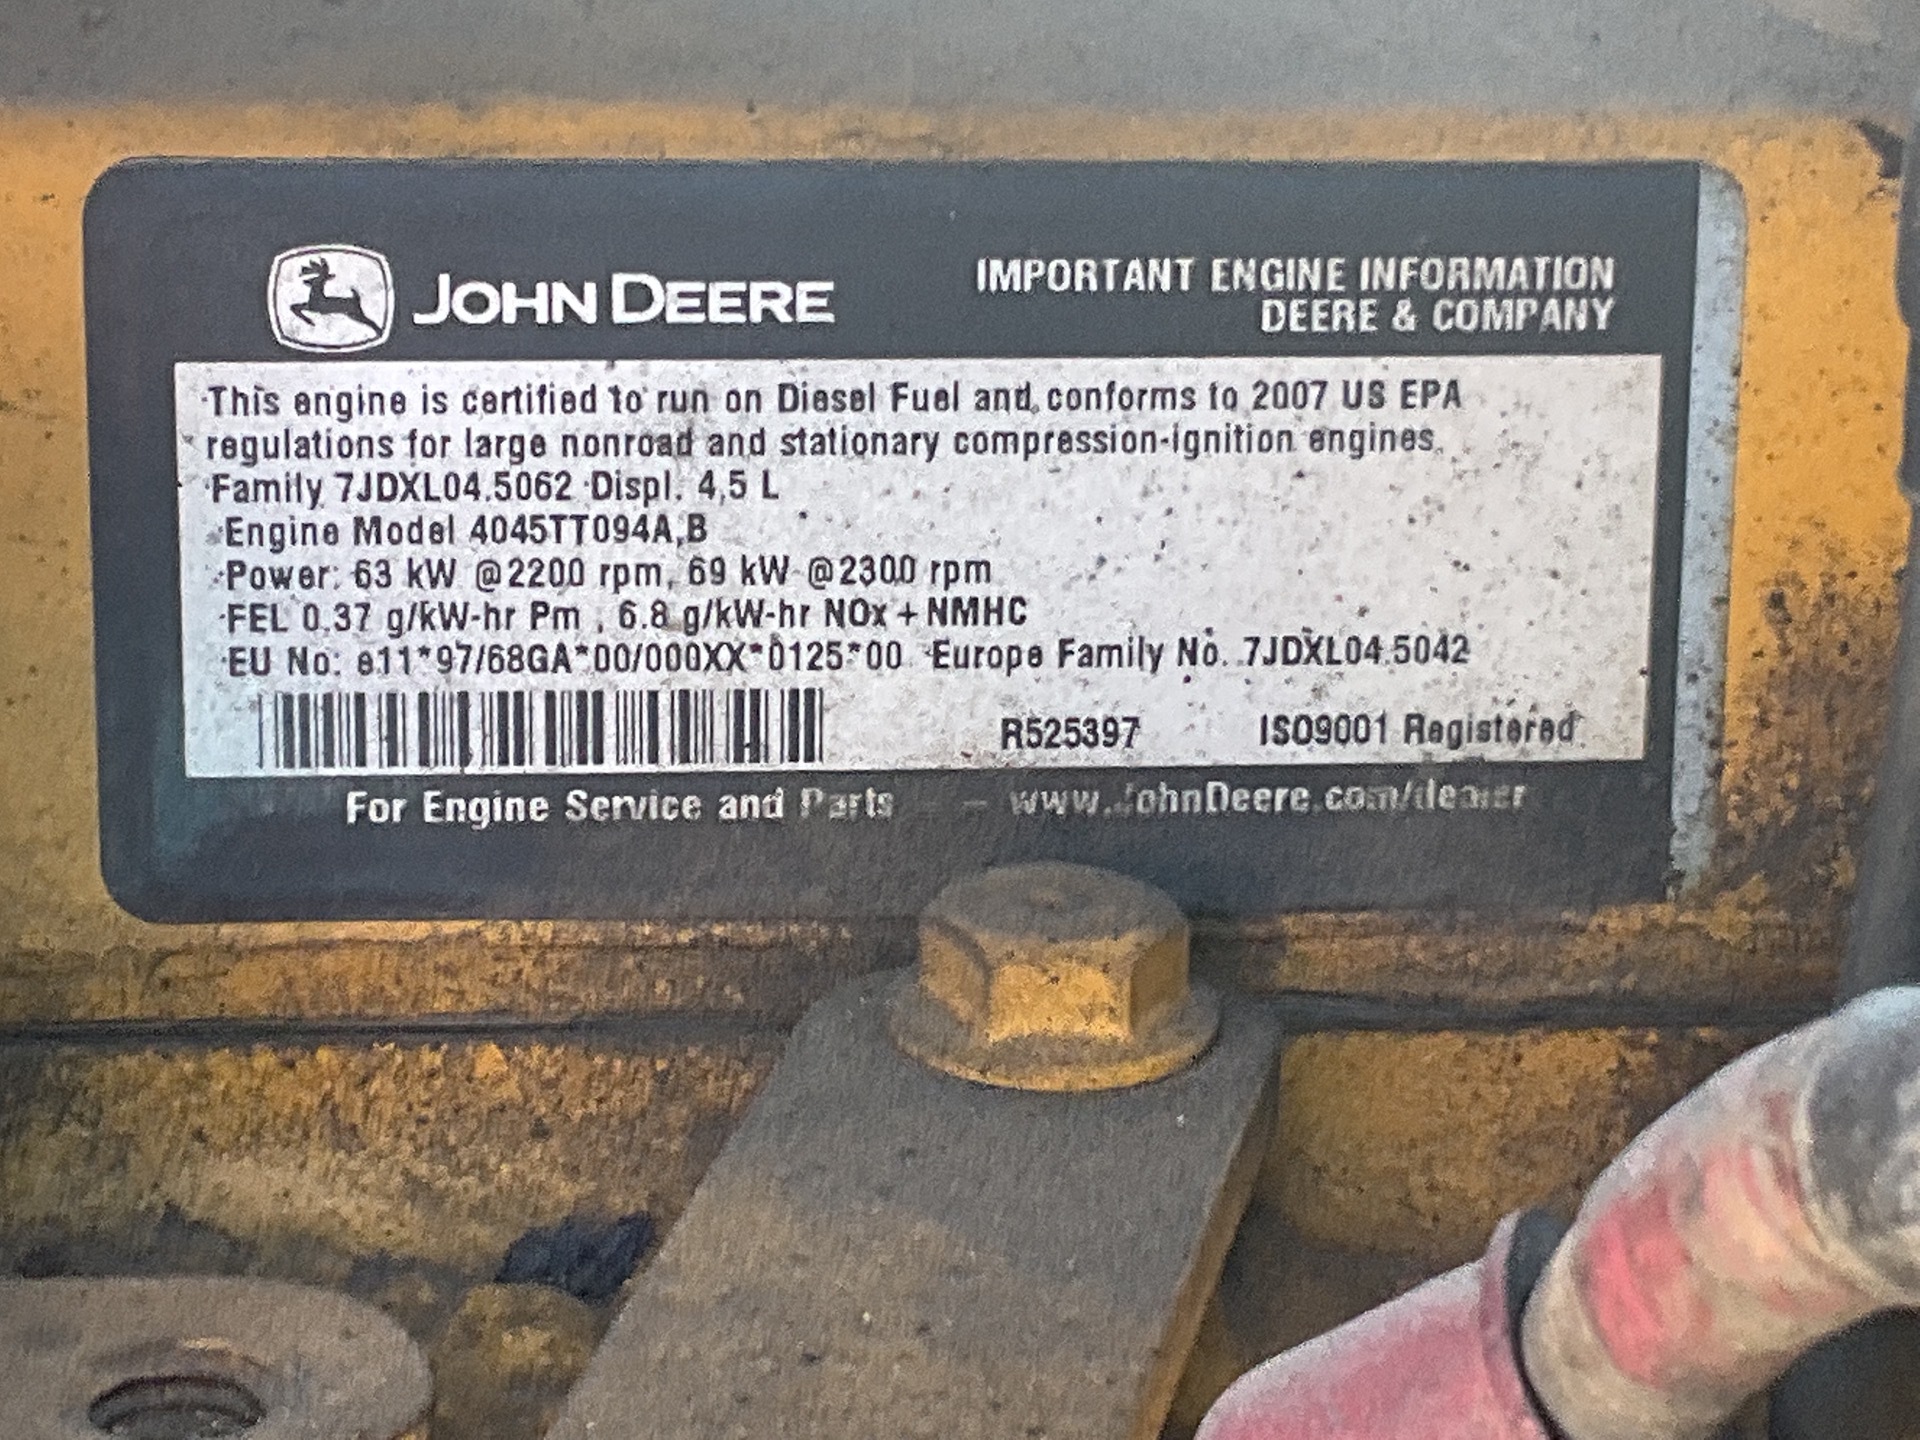 JOHN DEERE
IMPORTANT ENGINE INFORMATION
DEERE & COMPANY
This engine is certified to run on Diesel Fuel and conforms to 2007 US EPA
regulations for large nonroad and stationary compression-ignition engines.
Family 7JDXL04.5062 Displ. 4,5 L
Engine Model 4045TT094A,B
Power: 63 kW @2200 rpm, 69 kW @2300 rpm
FEL 0.37 g/kW-hr Pm , 6.8 g/kW-hr NOx + NMHC
EU No: e11*97/68GA*00/000XX*0125*00 Europe Family No. 7JDXL04.5042
R525397 ISO9001 Registered
For Engine Service and Parts - - www.JohnDeere.com/dealer